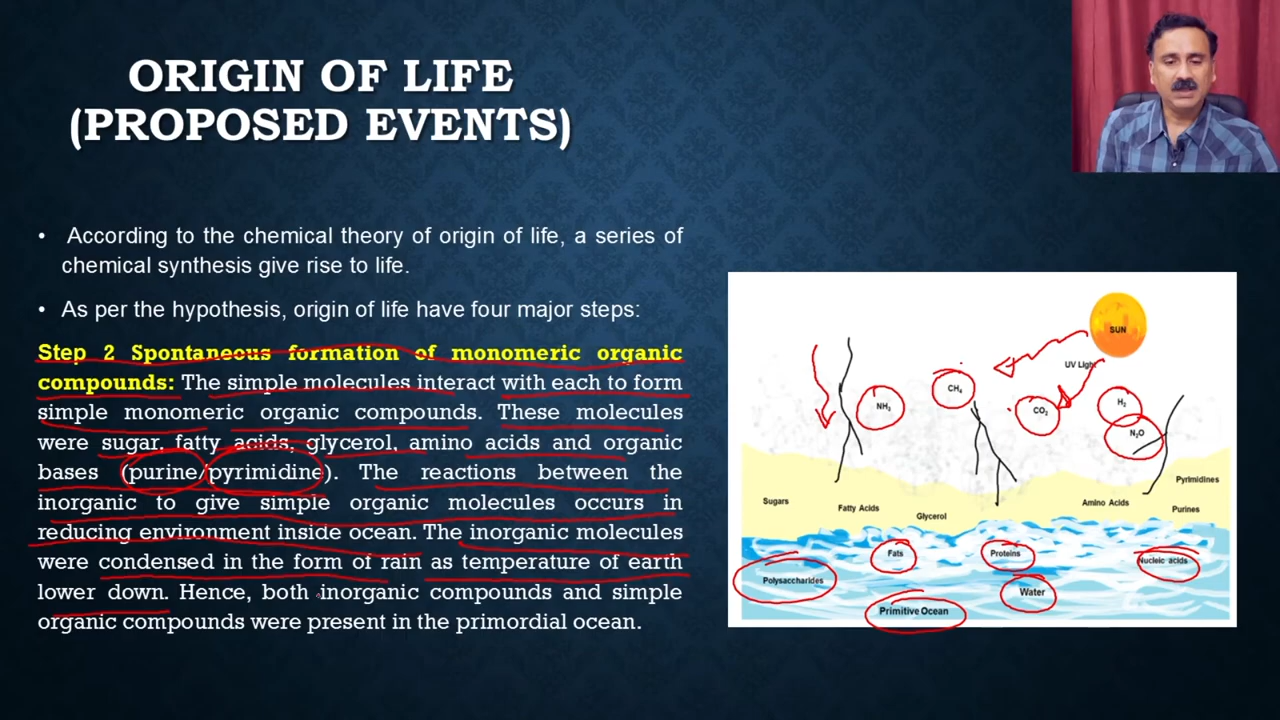 ORIGIN OF LIFE
(PROPOSED EVENTS)
• According to the chemical theory of origin of life, a series of
chemical synthesis give rise to life.
• As per the hypothesis, origin of life have four major steps:
Step 2 Spontaneous formation of monomeric organic
compounds: The simple molecules interact with each to form
simple monomeric organic compounds. These molecules
were sugar, fatty acids, glycerol, amino acids and organic
bases (purine/pyrimidine). The reactions between the
inorganic to give simple organic molecules occurs in
reducing environment inside ocean. The inorganic molecules
were condensed in the form of rain as temperature of earth
lower down. Hence, both inorganic compounds and simple
organic compounds were present in the primordial ocean.
SUN
UV Light
CH₄
NH₃
CO₂
H₂
N₂O
Sugars
Fatty Acids
Glycerol
Amino Acids
Pyrimidines
Purines
Polysaccharides
Fats
Proteins
Nucleic acids
Water
Primitive Ocean